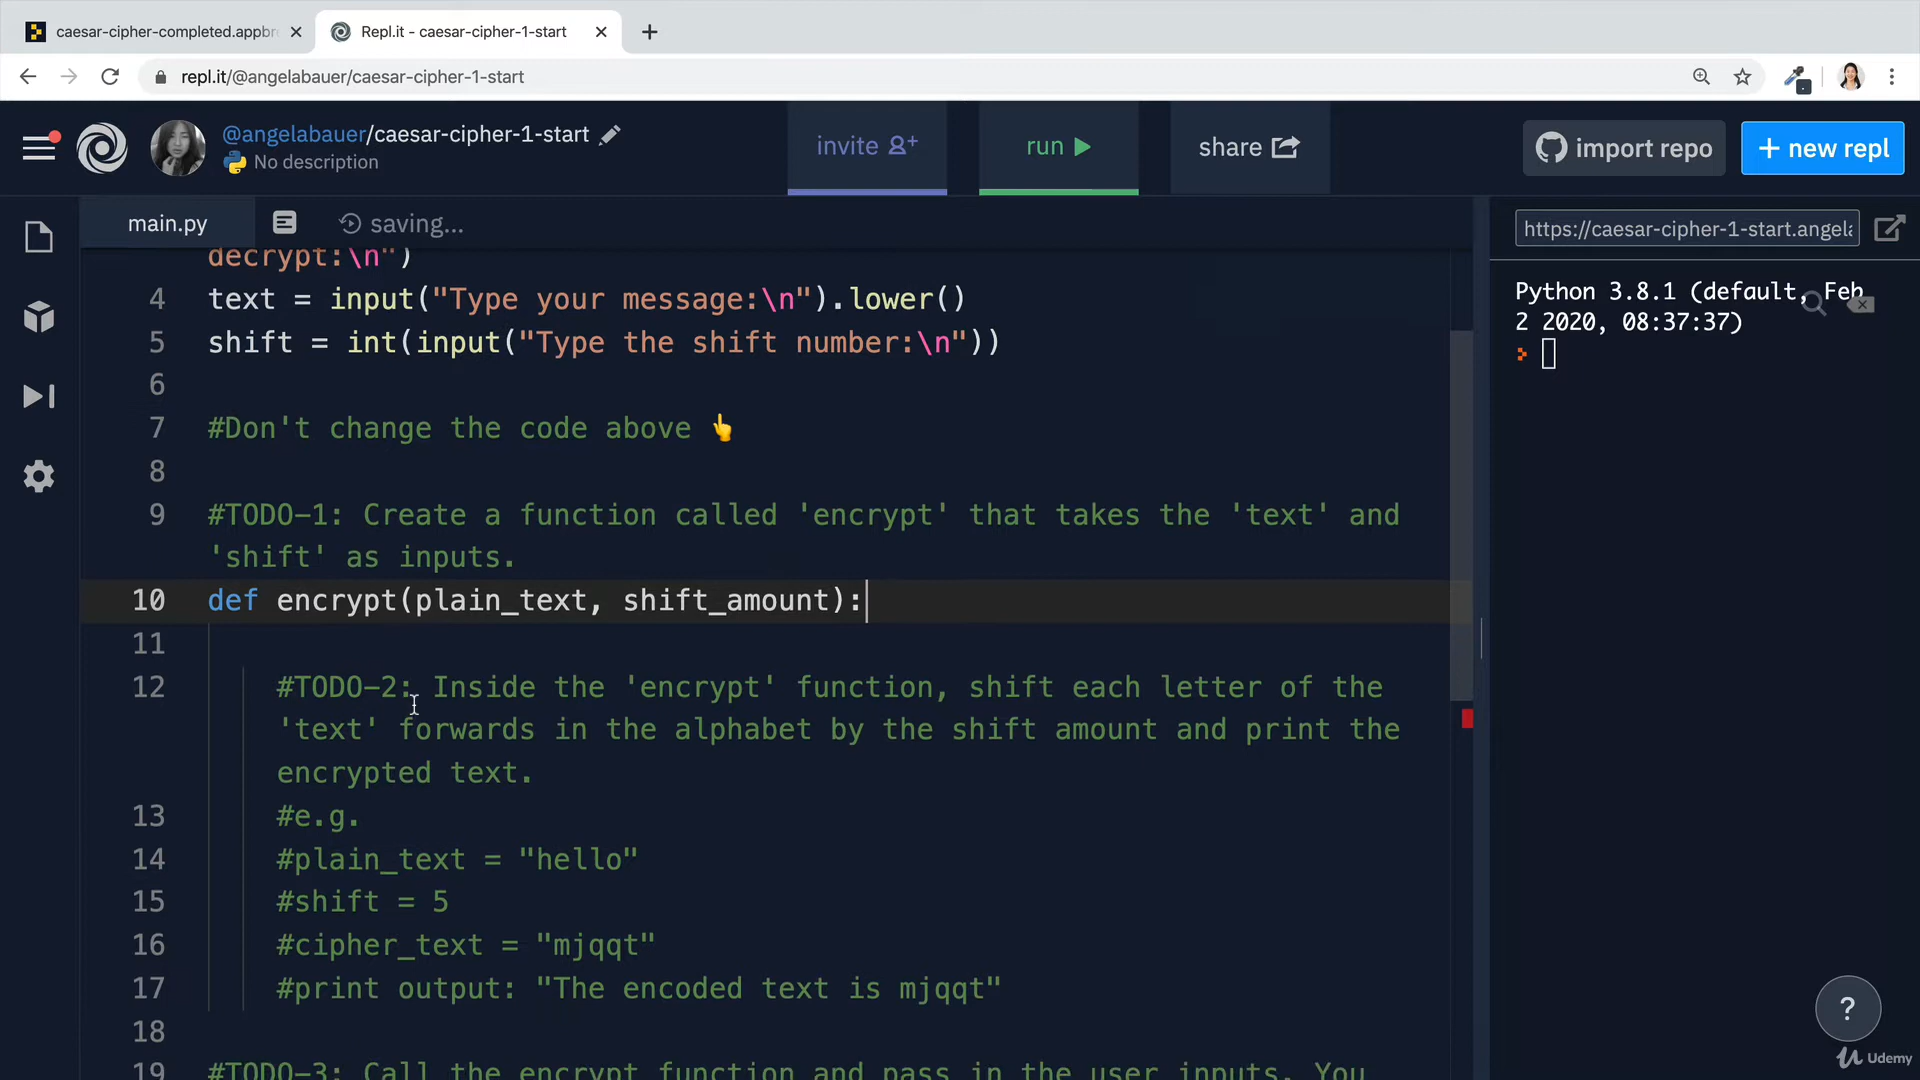 caesar-cipher-completed.appbr
Repl.it - caesar-cipher-1-start
repl.it/@angelabauer/caesar-cipher-1-start
@angelabauer/caesar-cipher-1-start
No description
invite
run
share
import repo
+ new repl
main.py
saving...
https://caesar-cipher-1-start.angela
decrypt:\n")
4 text = input("Type your message:\n").lower()
5 shift = int(input("Type the shift number:\n"))
6
7 #Don't change the code above 👆
8
9 #TODO-1: Create a function called 'encrypt' that takes the 'text' and
'shift' as inputs.
10 def encrypt(plain_text, shift_amount):
11
12 #TODO-2: Inside the 'encrypt' function, shift each letter of the
'text' forwards in the alphabet by the shift amount and print the
encrypted text.
13 #e.g.
14 #plain_text = "hello"
15 #shift = 5
16 #cipher_text = "mjqqt"
17 #print output: "The encoded text is mjqqt"
18
19 #TODO-3: Call the encrypt function and pass in the user inputs. You
Python 3.8.1 (default, Feb
2 2020, 08:37:37)
?
Udemy